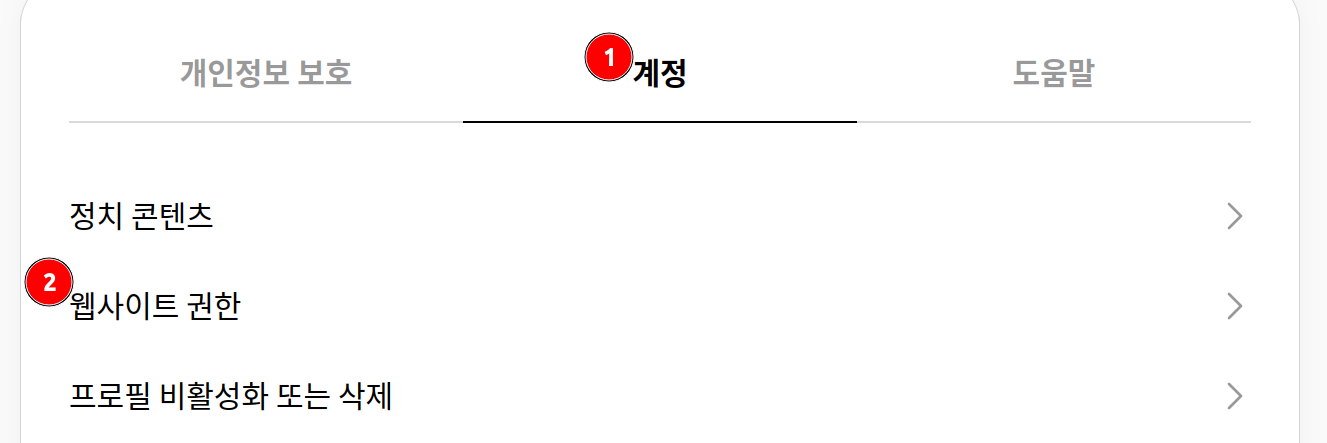 개인정보 보호 1 계정 도움말
정치 콘텐츠
2 웹사이트 권한
프로필 비활성화 또는 삭제